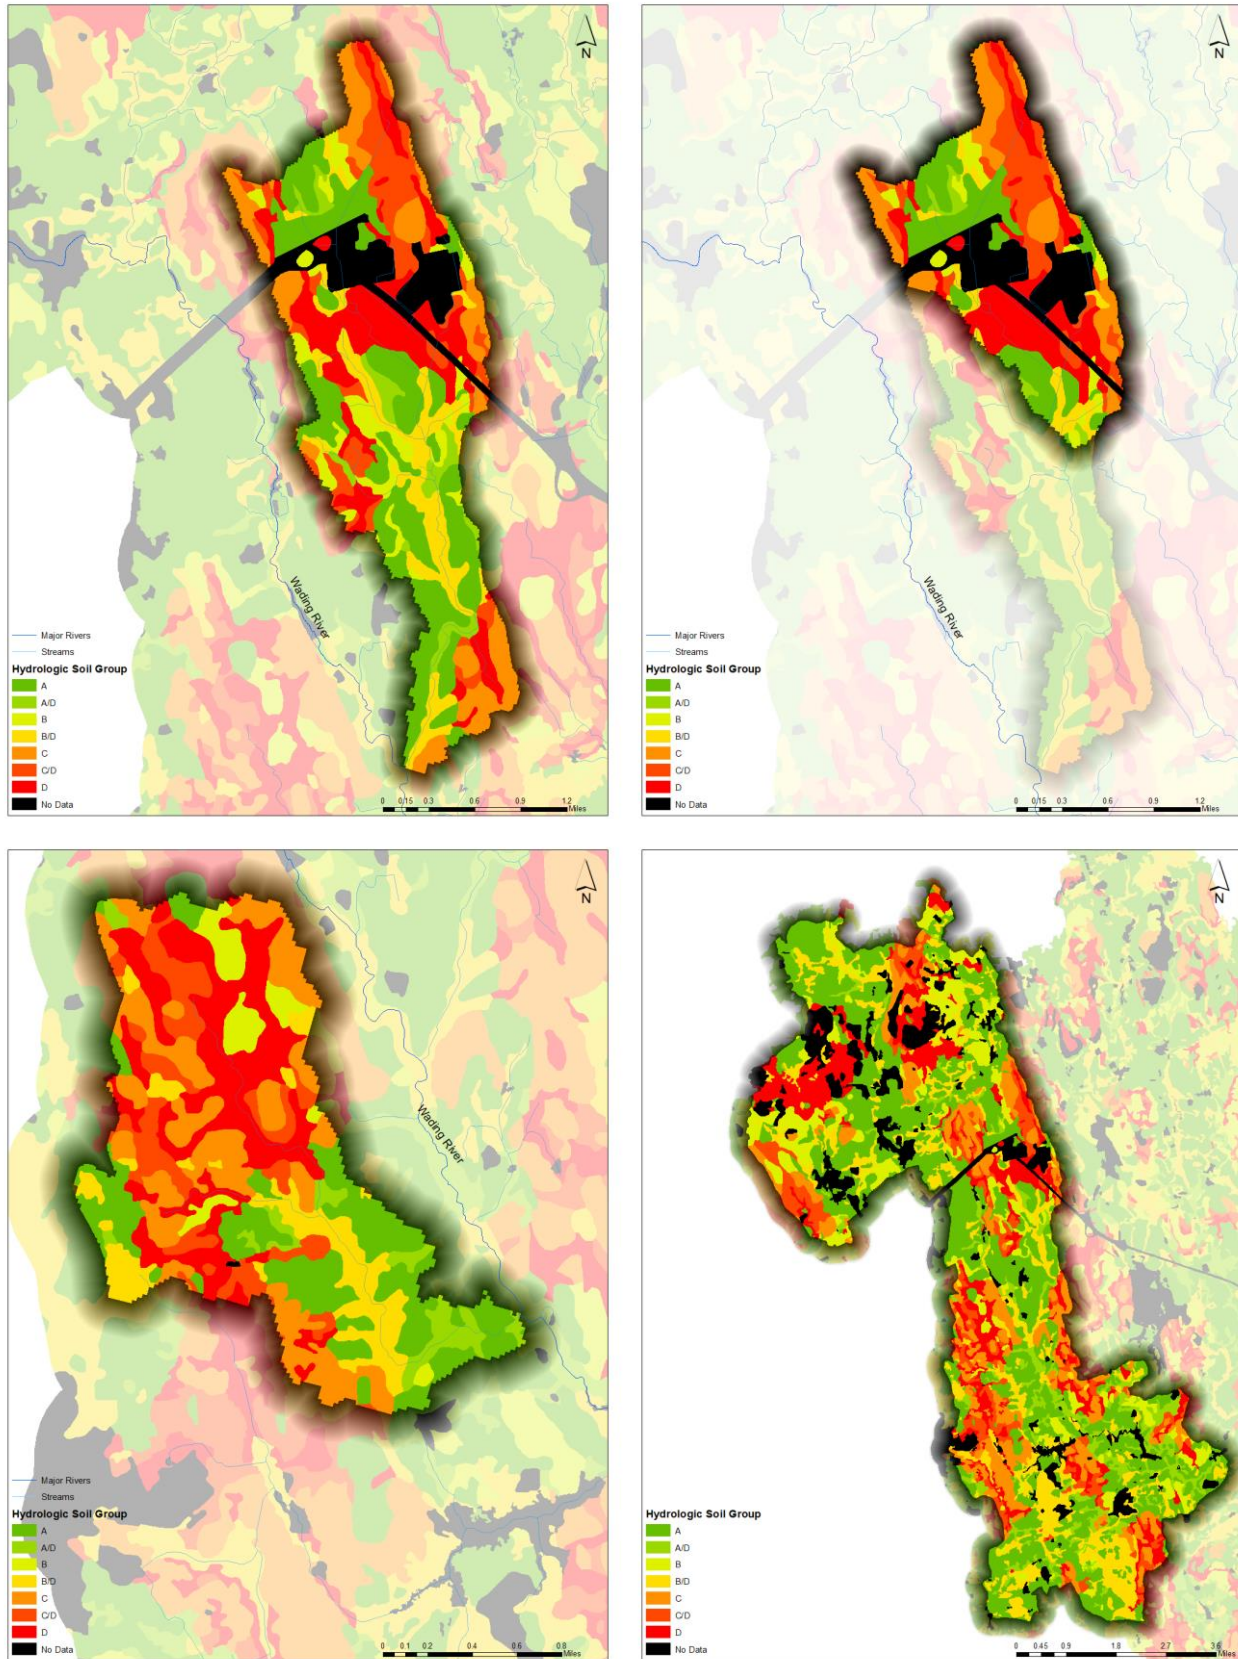 N
Wading River
Major Rivers
Streams
Hydrologic Soil Group
A
A/D
B
B/D
C
C/D
D
No Data
0 0.15 0.3 0.6 0.9 1.2
Miles
N
Wading River
Major Rivers
Streams
Hydrologic Soil Group
A
A/D
B
B/D
C
C/D
D
No Data
0 0.15 0.3 0.6 0.9 1.2
Miles
N
Wading River
Major Rivers
Streams
Hydrologic Soil Group
A
A/D
B
B/D
C
C/D
D
No Data
0 0.1 0.2 0.4 0.6 0.8
Miles
N
Hydrologic Soil Group
A
A/D
B
B/D
C
C/D
D
No Data
0 0.45 0.9 1.8 2.7 3.6
Miles